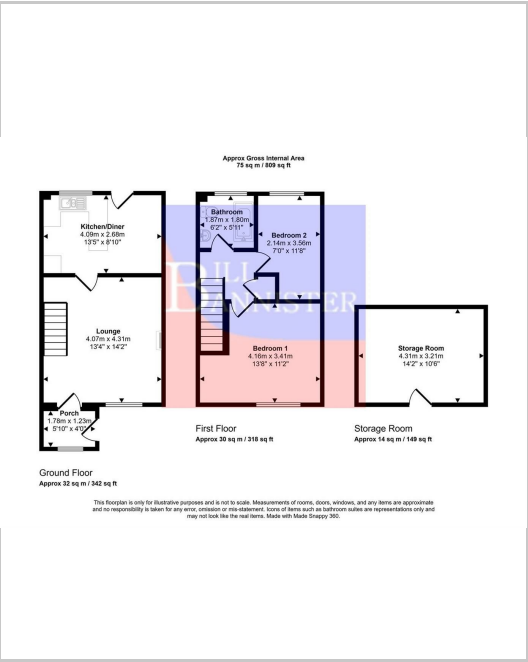 Approx Gross Internal Area
75 sq m / 809 sq ft
Kitchen/Diner
4.09m x 2.68m
13'5" x 8'10"
Bathroom
1.87m x 1.80m
6'2" x 5'11"
Bedroom 2
2.14m x 3.56m
7'0" x 11'8"
BILL
BANNISTER
Lounge
4.07m x 4.31m
13'4" x 14'2"
Bedroom 1
4.16m x 3.41m
13'8" x 11'2"
Storage Room
4.31m x 3.21m
14'2" x 10'6"
Porch
1.78m x 1.23m
5'10" x 4'0"
Ground Floor
Approx 32 sq m / 342 sq ft
First Floor
Approx 30 sq m / 318 sq ft
Storage Room
Approx 14 sq m / 149 sq ft
This floorplan is only for illustrative purposes and is not to scale. Measurements of rooms, doors, windows, and any items are approximate
and no responsibility is taken for any error, omission or mis-statement. Icons of items such as bathroom suites are representations only and
may not look like the real items. Made with Made Snappy 360.